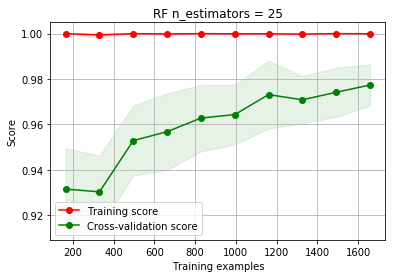 RF n_estimators = 25
1.00
0.98
0.96
0.94
0.92
Score
Training score
Cross-validation score
200 400 600 800 1000 1200 1400 1600
Training examples